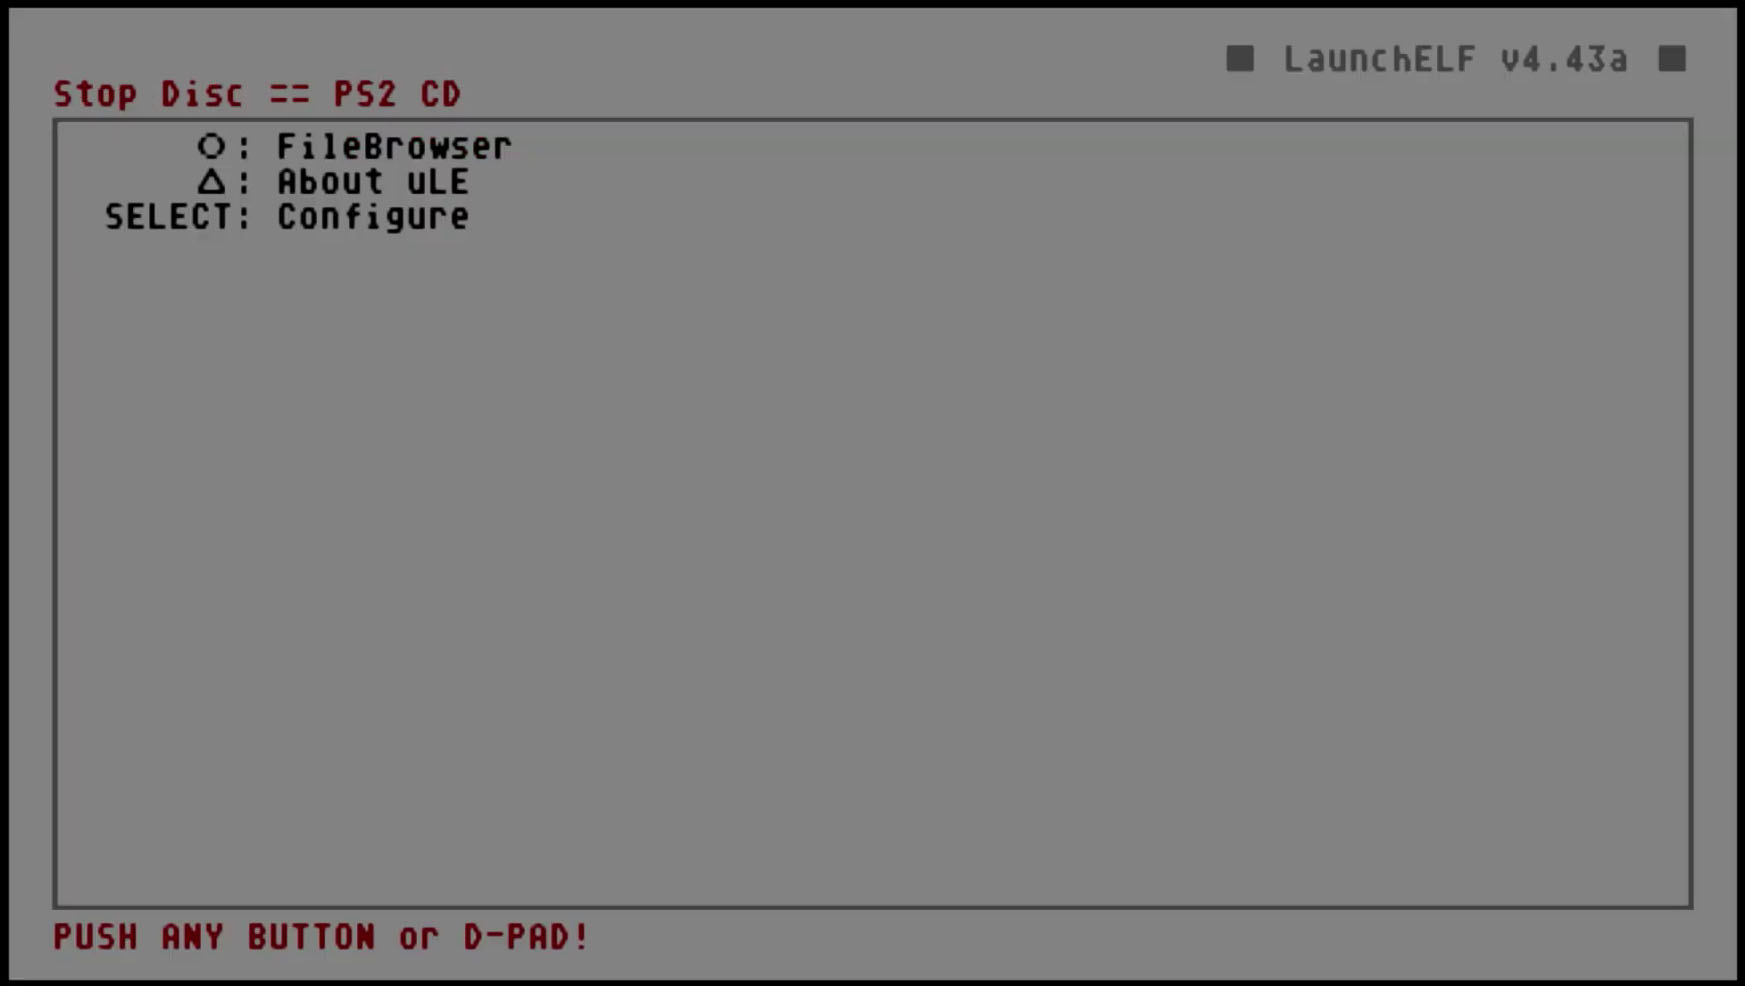 ■ LaunchELF v4.43a ■
Stop Disc == PS2 CD
○: FileBrowser
△: About uLE
SELECT: Configure
PUSH ANY BUTTON or D-PAD!